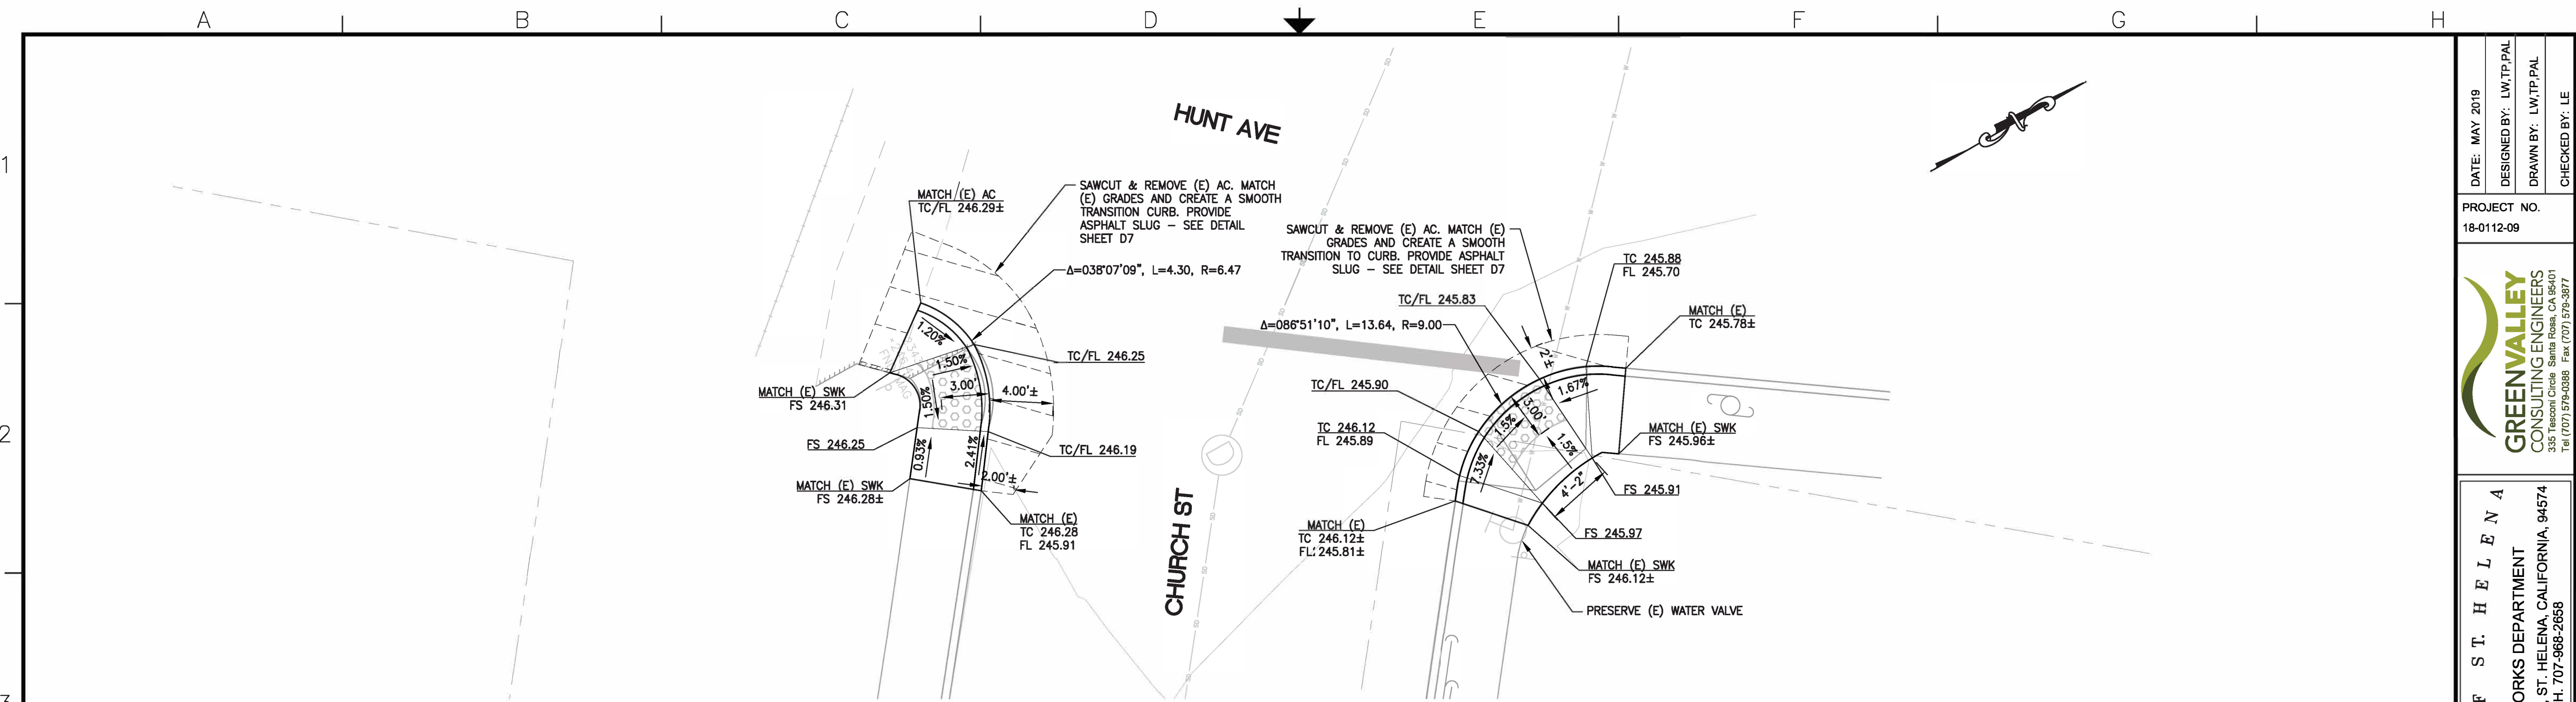 A B C D E F G H
1
2
3
HUNT AVE
CHURCH ST
MATCH (E) AC
TC/FL 246.29±
SAWCUT & REMOVE (E) AC. MATCH
(E) GRADES AND CREATE A SMOOTH
TRANSITION CURB. PROVIDE
ASPHALT SLUG – SEE DETAIL
SHEET D7
Δ=038°07'09", L=4.30, R=6.47
1.20%
1.50%
3.00'
1.50%
4.00'±
TC/FL 246.25
MATCH (E) SWK
FS 246.31
FS 246.25
0.93%
2.41%
TC/FL 246.19
MATCH (E) SWK
FS 246.28±
2.00'±
MATCH (E)
TC 246.28
FL 245.91
SAWCUT & REMOVE (E) AC. MATCH (E)
GRADES AND CREATE A SMOOTH
TRANSITION TO CURB. PROVIDE ASPHALT
SLUG – SEE DETAIL SHEET D7
TC 245.88
FL 245.70
TC/FL 245.83
MATCH (E)
TC 245.78±
Δ=086°51'10", L=13.64, R=9.00
2'±
TC/FL 245.90
1.67%
3.00'
1.5%
1.5%
TC 246.12
FL 245.89
MATCH (E) SWK
FS 245.96±
7.33%
4'-2"
FS 245.91
MATCH (E)
TC 246.12±
FL 245.81±
FS 245.97
MATCH (E) SWK
FS 246.12±
PRESERVE (E) WATER VALVE
DATE: MAY 2019
DESIGNED BY: LW,TP,PAL
DRAWN BY: LW,TP,PAL
CHECKED BY: LE
PROJECT NO.
18-0112-09
GREENVALLEY
CONSULTING ENGINEERS
335 Tesconi Circle Santa Rosa, CA 95401
Tel (707) 579-0388 Fax (707) 579-3877
F ST. HELENA
ORKS DEPARTMENT
, ST. HELENA, CALIFORNIA, 94574
H. 707-968-2658